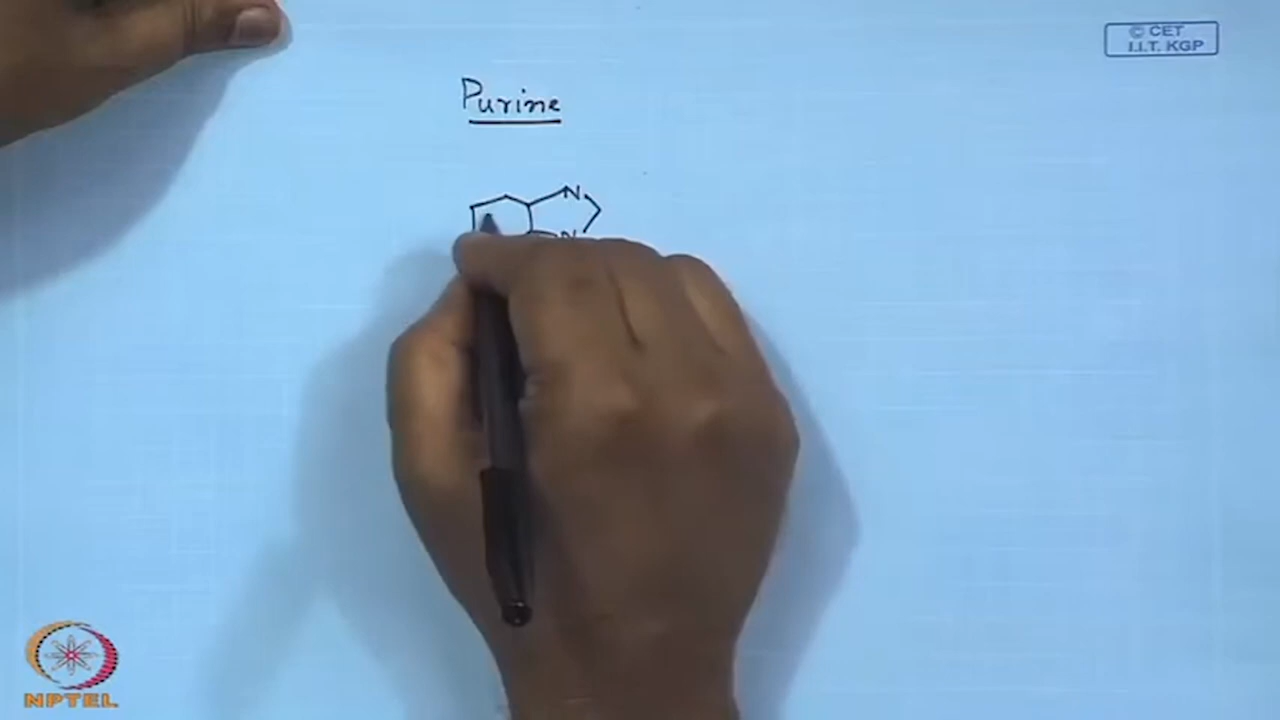 © CET
I.I.T. KGP
Purine
N
N
NPTEL